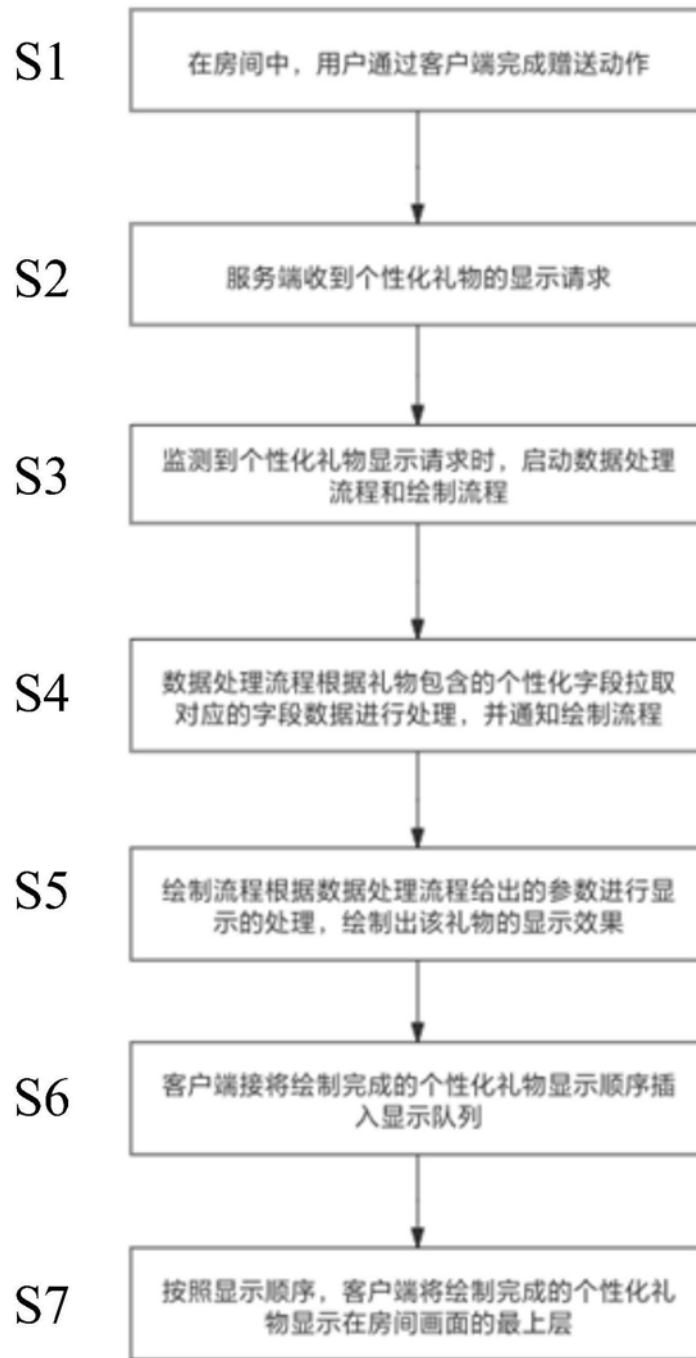 S1
在房间中，用户通过客户端完成赠送动作
S2
服务端收到个性化礼物的显示请求
S3
监测到个性化礼物显示请求时，启动数据处理
流程和绘制流程
S4
数据处理流程根据礼物包含的个性化字段拉取
对应的字段数据进行处理，并通知绘制流程
S5
绘制流程根据数据处理流程给出的参数进行显
示的处理，绘制出该礼物的显示效果
S6
客户端接将绘制完成的个性化礼物显示顺序插
入显示队列
S7
按照显示顺序，客户端将绘制完成的个性化礼
物显示在房间画面的最上层